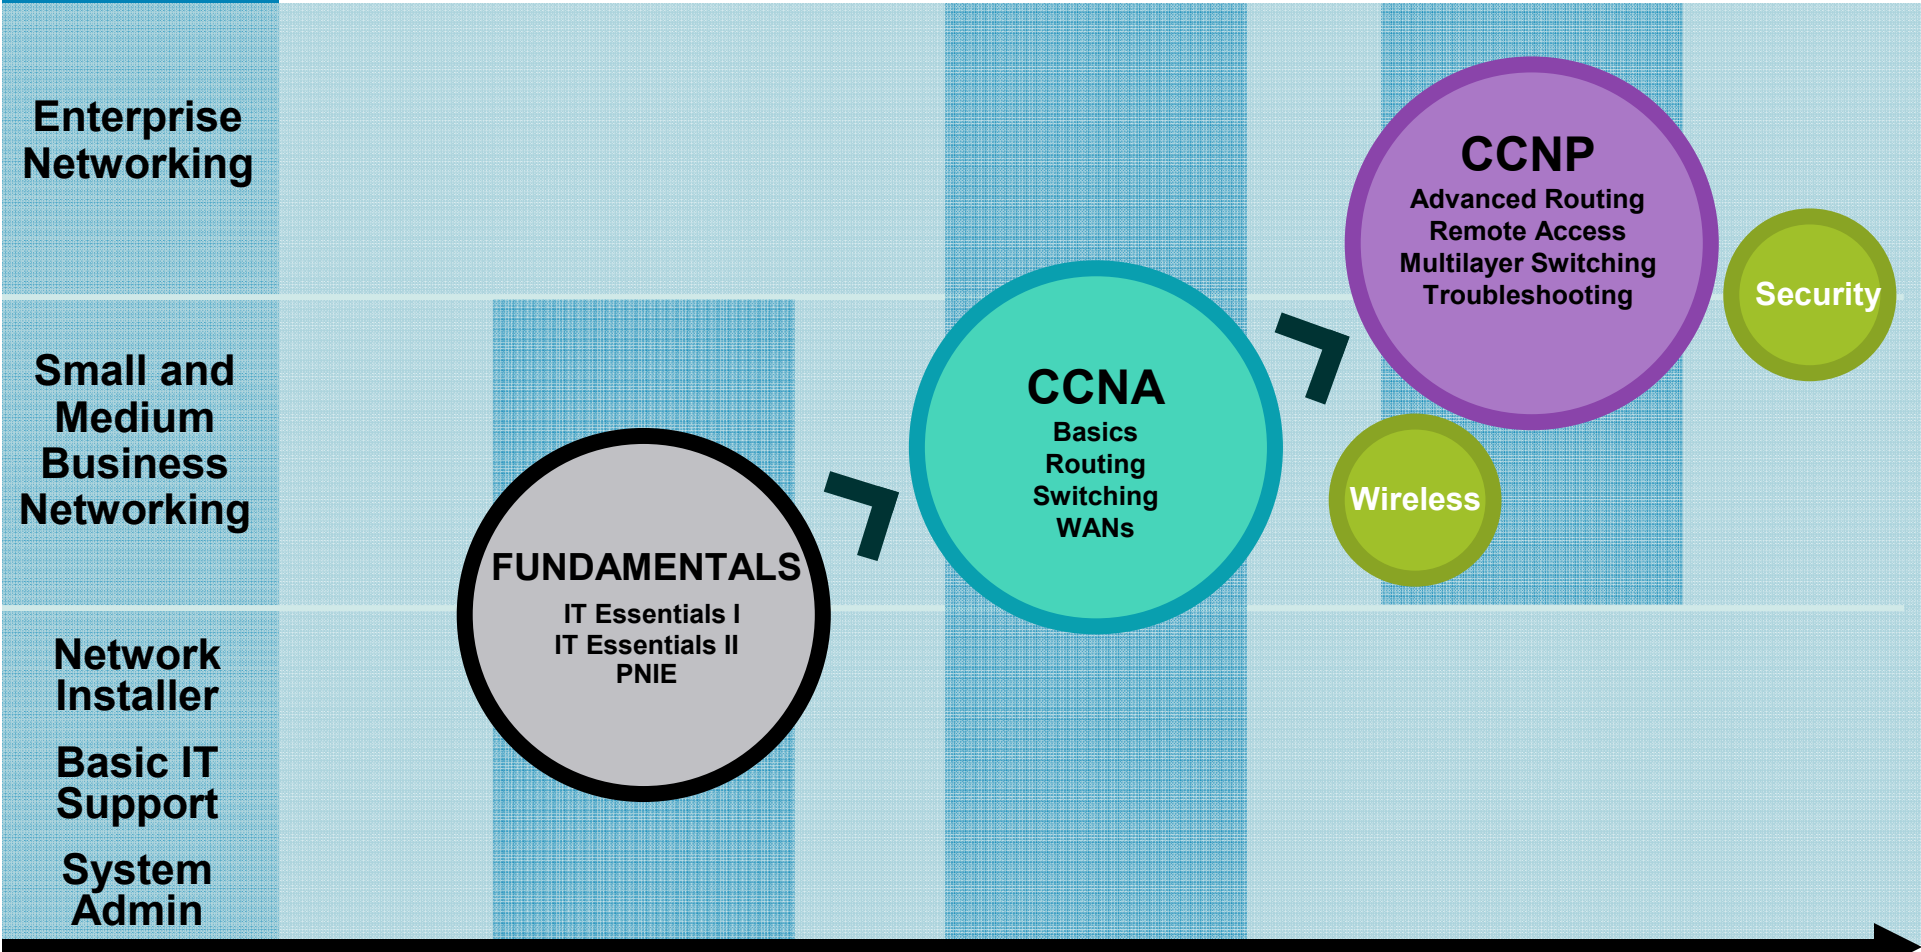 Enterprise
Networking
Small and
Medium
Business
Networking
Network
Installer
Basic IT
Support
System
Admin
FUNDAMENTALS
IT Essentials I
IT Essentials II
PNIE
CCNA
Basics
Routing
Switching
WANs
CCNP
Advanced Routing
Remote Access
Multilayer Switching
Troubleshooting
Wireless
Security